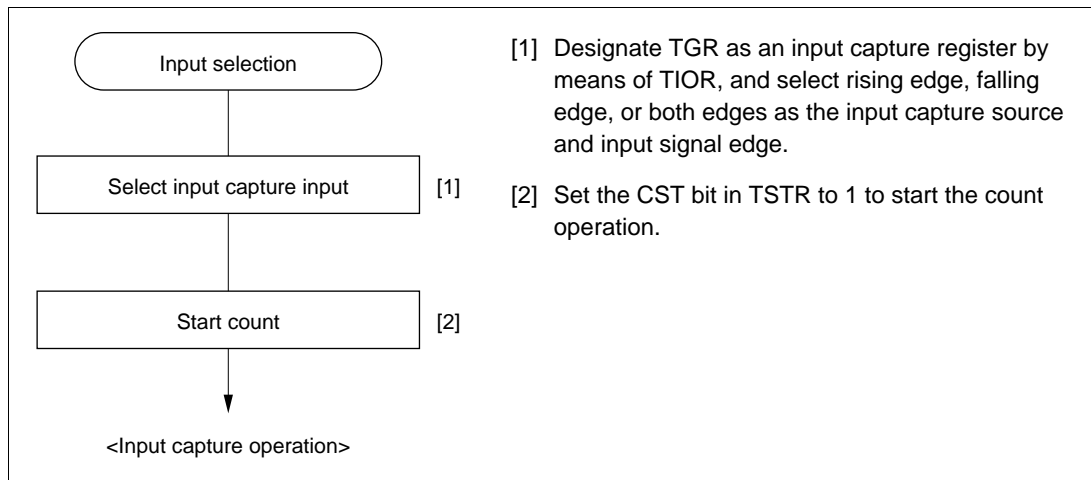 Input selection
Select input capture input [1]
Start count [2]
<Input capture operation>
[1] Designate TGR as an input capture register by
means of TIOR, and select rising edge, falling
edge, or both edges as the input capture source
and input signal edge.
[2] Set the CST bit in TSTR to 1 to start the count
operation.